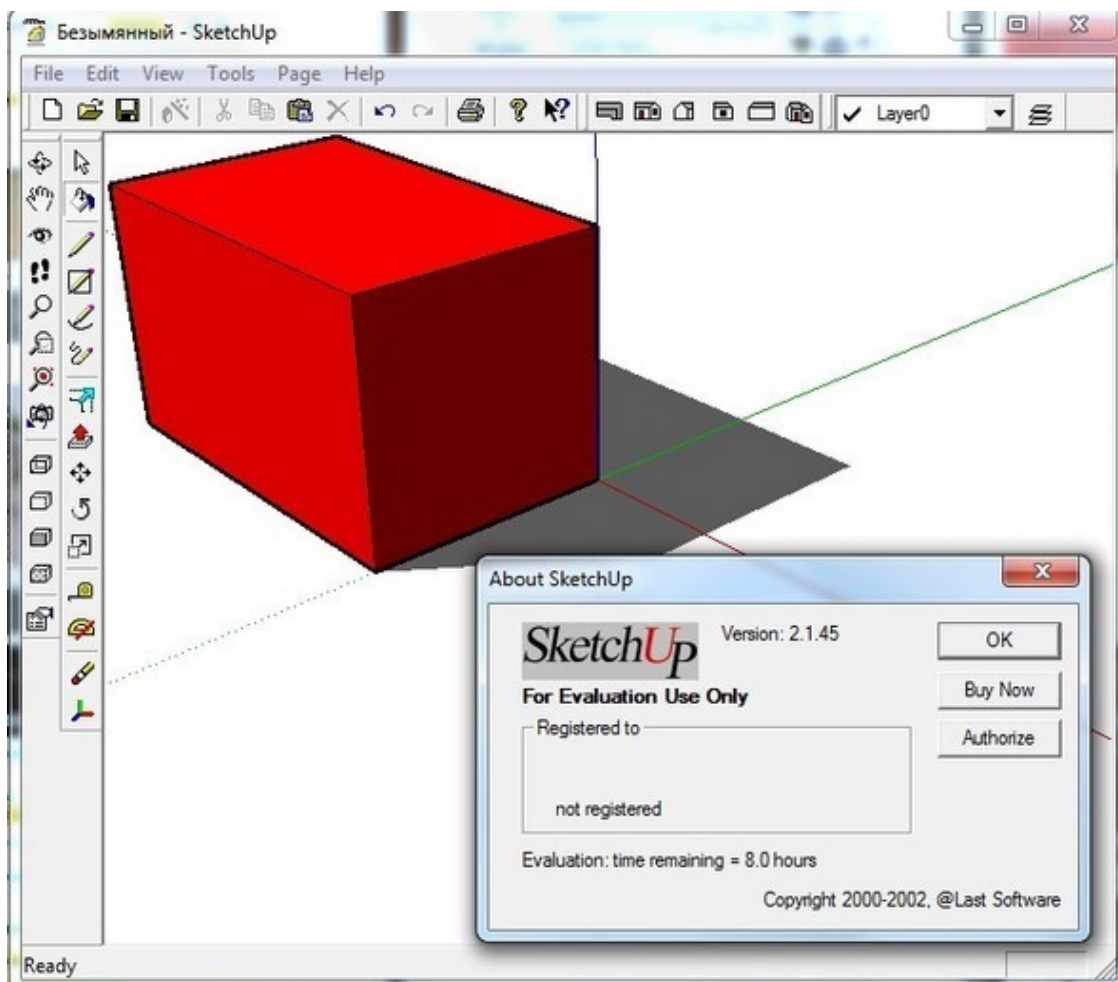 Безымянный - SketchUp
File Edit View Tools Page Help
Layer0
About SketchUp
SketchUp
Version: 2.1.45
OK
For Evaluation Use Only
Buy Now
Registered to
Authorize
not registered
Evaluation: time remaining = 8.0 hours
Copyright 2000-2002, @Last Software
Ready